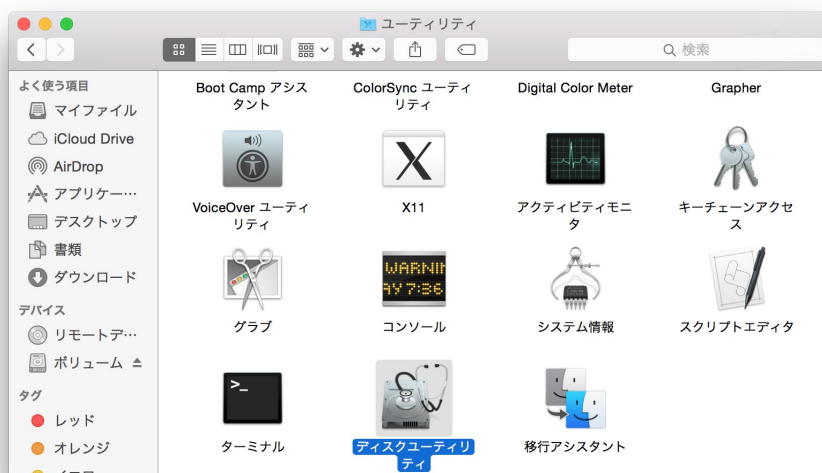 ユーティリティ
検索
よく使う項目
マイファイル
iCloud Drive
AirDrop
アプリケー…
デスクトップ
書類
ダウンロード
デバイス
リモートデ…
ボリューム
タグ
レッド
オレンジ
Boot Camp アシス
タント
ColorSync ユーティ
リティ
Digital Color Meter
Grapher
VoiceOver ユーティ
リティ
X11
アクティビティモニ
タ
キーチェーンアクセ
ス
WARNIN
AY 7:36
グラブ
コンソール
システム情報
スクリプトエディタ
>_
ターミナル
ディスクユーティリ
ティ
移行アシスタント